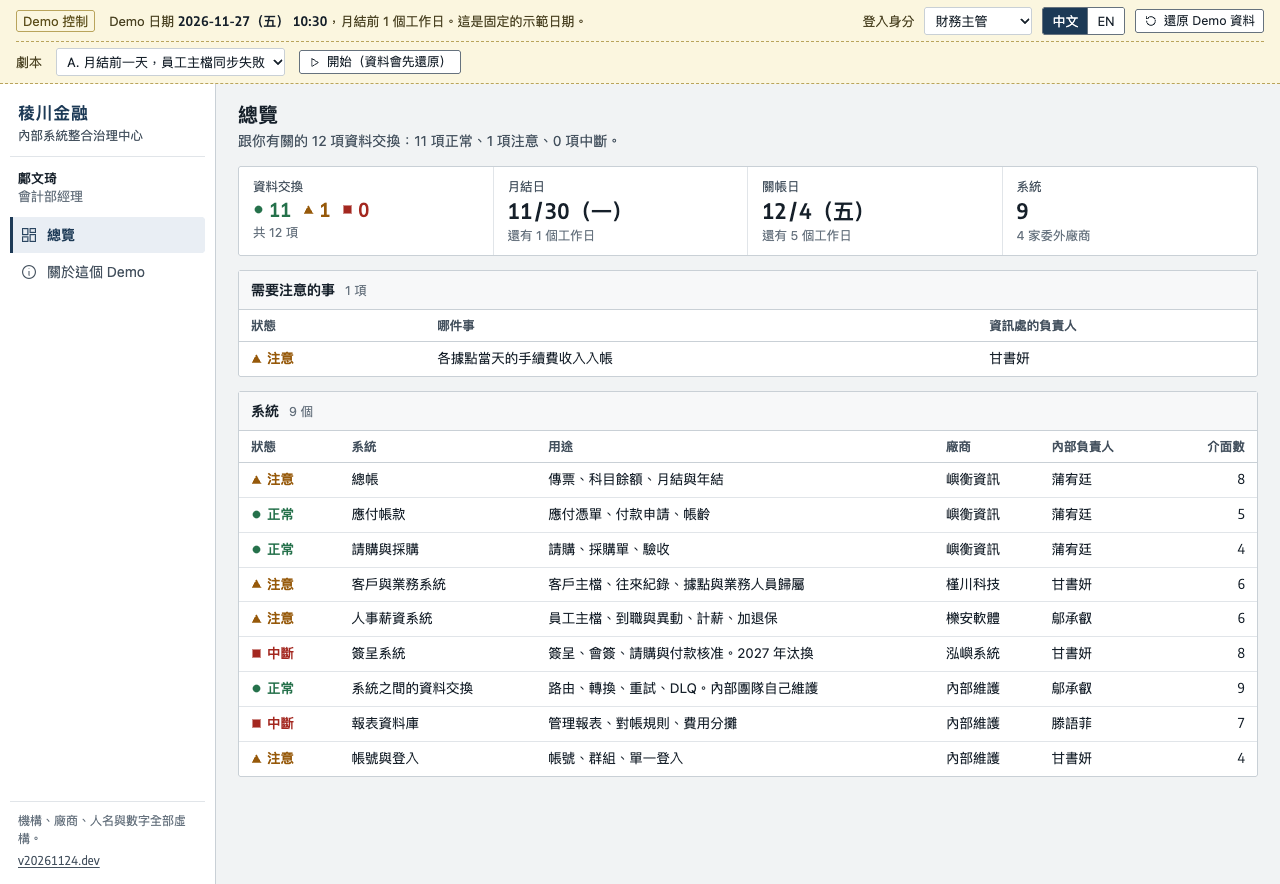 Demo 控制 Demo 日期 2026-11-27（五） 10:30，月結前 1 個工作日。這是固定的示範日期。 登入身分 財務主管 中文 EN 還原 Demo 資料
劇本 A. 月結前一天，員工主檔同步失敗 開始（資料會先還原）
稜川金融
內部系統整合治理中心
鄺文琦
會計部經理
總覽
關於這個 Demo
機構、廠商、人名與數字全部虛構。
v20261124.dev
總覽
跟你有關的 12 項資料交換：11 項正常、1 項注意、0 項中斷。
資料交換
11 1 0
共 12 項
月結日
11/30（一）
還有 1 個工作日
關帳日
12/4（五）
還有 5 個工作日
系統
9
4 家委外廠商
需要注意的事 1 項
狀態 哪件事 資訊處的負責人
注意 各據點當天的手續費收入入帳 甘書妍
系統 9 個
狀態 系統 用途 廠商 內部負責人 介面數
注意 總帳 傳票、科目餘額、月結與年結 嶼衡資訊 蒲宥廷 8
正常 應付帳款 應付憑單、付款申請、帳齡 嶼衡資訊 蒲宥廷 5
正常 請購與採購 請購、採購單、驗收 嶼衡資訊 蒲宥廷 4
注意 客戶與業務系統 客戶主檔、往來紀錄、據點與業務人員歸屬 槿川科技 甘書妍 6
注意 人事薪資系統 員工主檔、到職與異動、計薪、加退保 櫟安軟體 鄔承叡 6
中斷 簽呈系統 簽呈、會簽、請購與付款核准。2027 年汰換 泓嶼系統 甘書妍 8
正常 系統之間的資料交換 路由、轉換、重試、DLQ。內部團隊自己維護 內部維護 鄔承叡 9
中斷 報表資料庫 管理報表、對帳規則、費用分攤 內部維護 滕語菲 7
注意 帳號與登入 帳號、群組、單一登入 內部維護 甘書妍 4